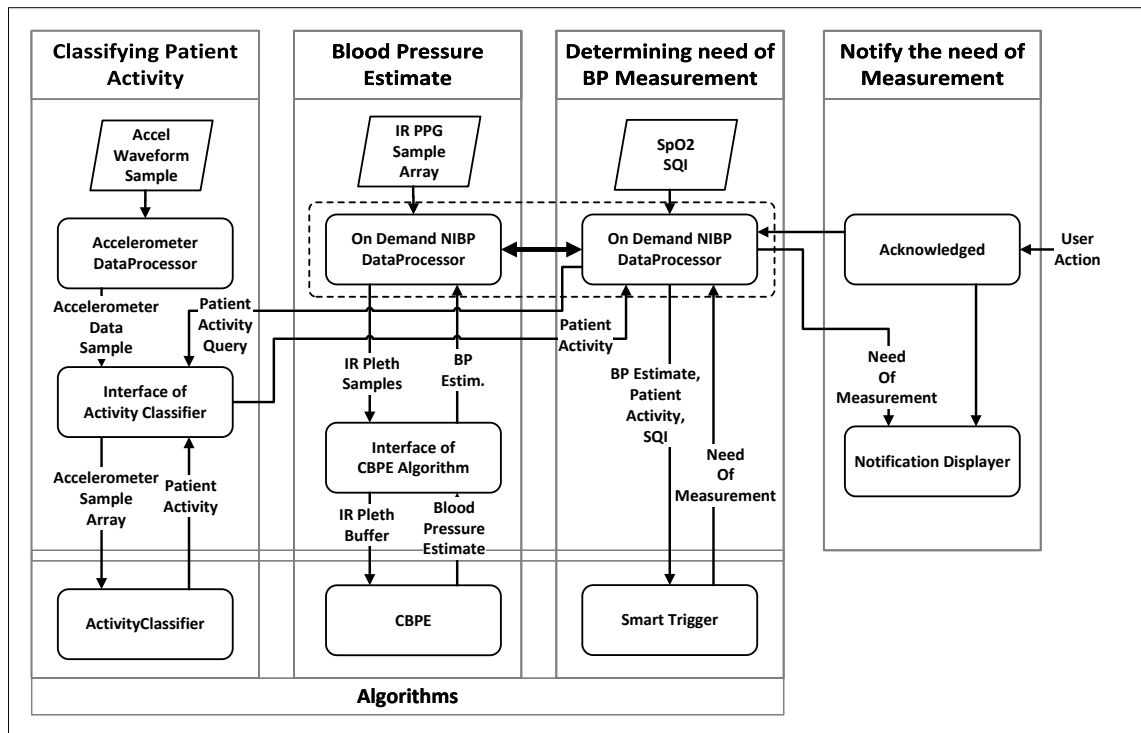 Classifying Patient
Activity
Blood Pressure
Estimate
Determining need of
BP Measurement
Notify the need of
Measurement
Accel
Waveform
Sample
IR PPG
Sample
Array
SpO2
SQI
Accelerometer
DataProcessor
On Demand NIBP
DataProcessor
On Demand NIBP
DataProcessor
Acknowledged
User
Action
Accelerometer
Data
Sample
Patient
Activity
Query
Patient
Activity
IR Pleth
Samples
BP
Estim.
BP Estimate,
Patient
Activity,
SQI
Need
Of
Measurement
Interface of
Activity Classifier
Interface of
CBPE Algorithm
Need
Of
Measurement
Notification Displayer
Accelerometer
Sample
Array
Patient
Activity
IR Pleth
Buffer
Blood
Pressure
Estimate
ActivityClassifier
CBPE
Smart Trigger
Algorithms